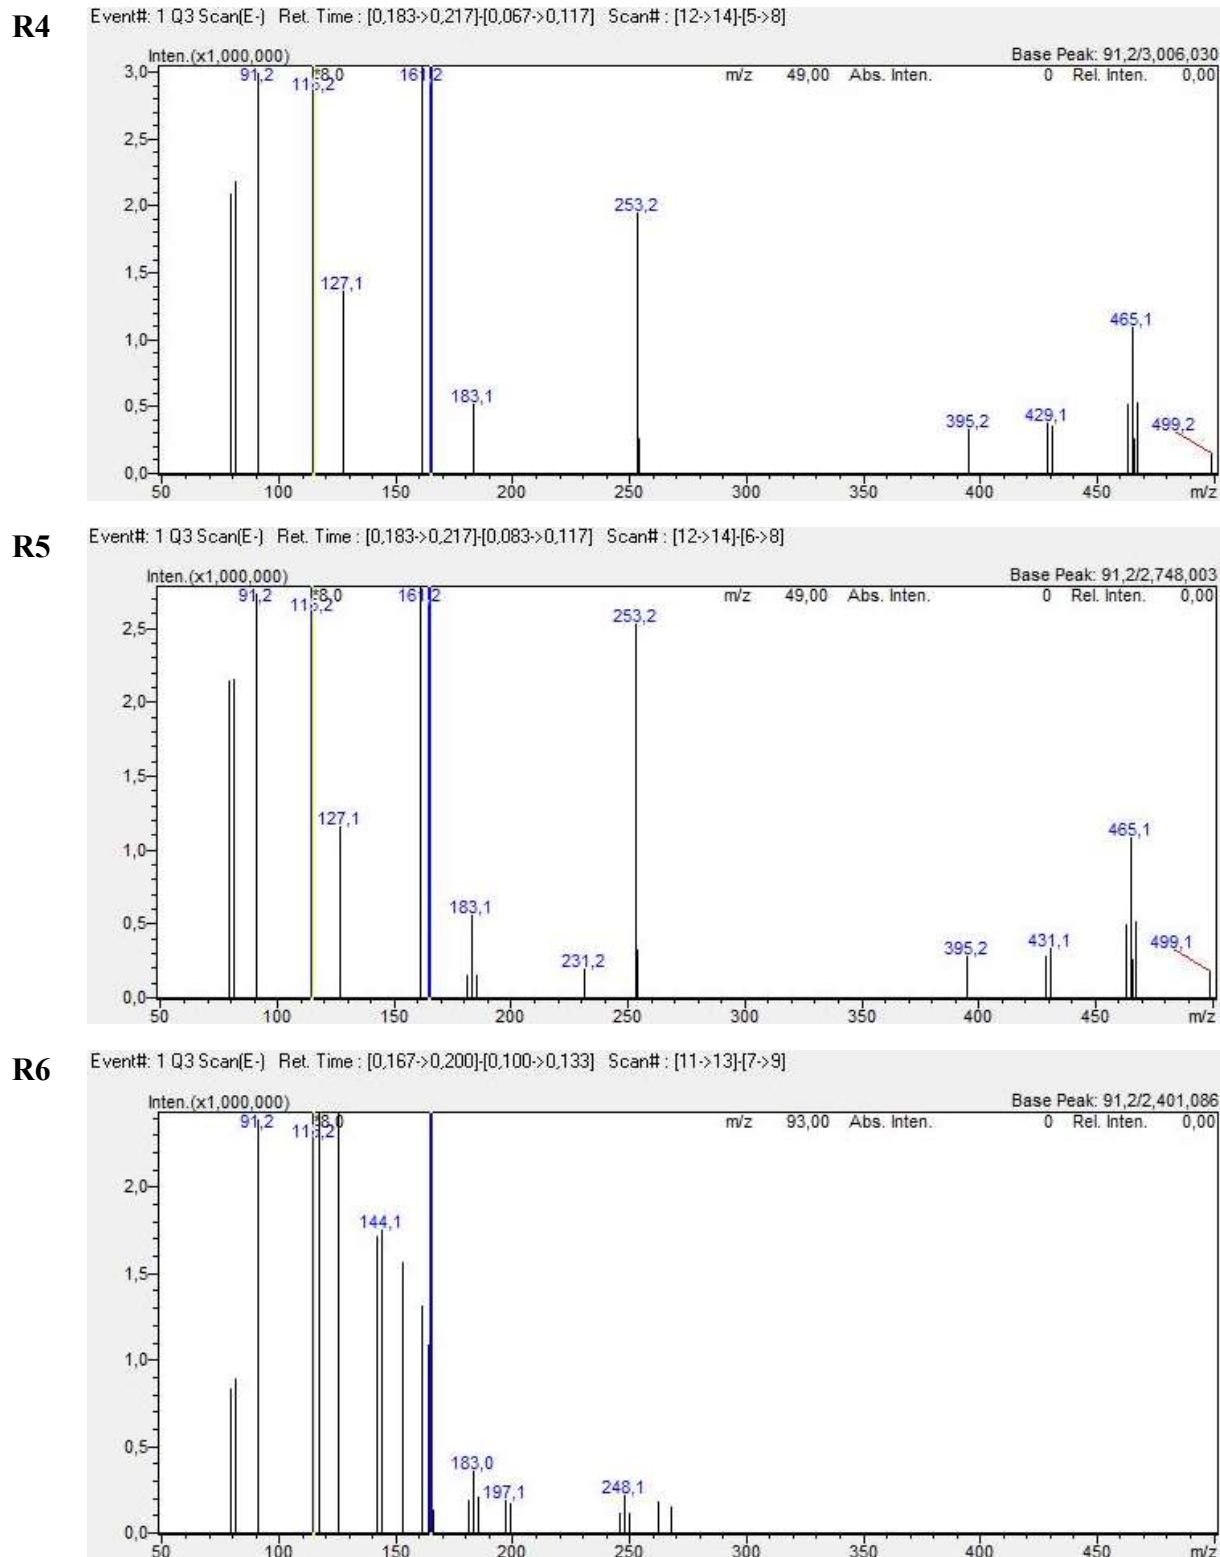 R4
Event#: 1 Q3 Scan(E-) Ret. Time : [0,183->0,217]-[0,067->0,117] Scan# : [12->14]-[5->8]
Inten.(x1,000,000)
Base Peak: 91,2/3,006,030
m/z 49,00 Abs. Inten. 0 Rel. Inten. 0,00
3,0
2,5
2,0
1,5
1,0
0,5
0,0
91,2
127,1
183,1
253,2
395,2
429,1
465,1
499,2
50 100 150 200 250 300 350 400 450 m/z
R5
Event#: 1 Q3 Scan(E-) Ret. Time : [0,183->0,217]-[0,083->0,117] Scan# : [12->14]-[6->8]
Inten.(x1,000,000)
Base Peak: 91,2/2,748,003
m/z 49,00 Abs. Inten. 0 Rel. Inten. 0,00
2,5
2,0
1,5
1,0
0,5
0,0
91,2
127,1
183,1
231,2
253,2
395,2
431,1
465,1
499,1
50 100 150 200 250 300 350 400 450 m/z
R6
Event#: 1 Q3 Scan(E-) Ret. Time : [0,167->0,200]-[0,100->0,133] Scan# : [11->13]-[7->9]
Inten.(x1,000,000)
Base Peak: 91,2/2,401,086
m/z 93,00 Abs. Inten. 0 Rel. Inten. 0,00
2,0
1,5
1,0
0,5
0,0
91,2
144,1
183,0
197,1
248,1
50 100 150 200 250 300 350 400 450 m/z